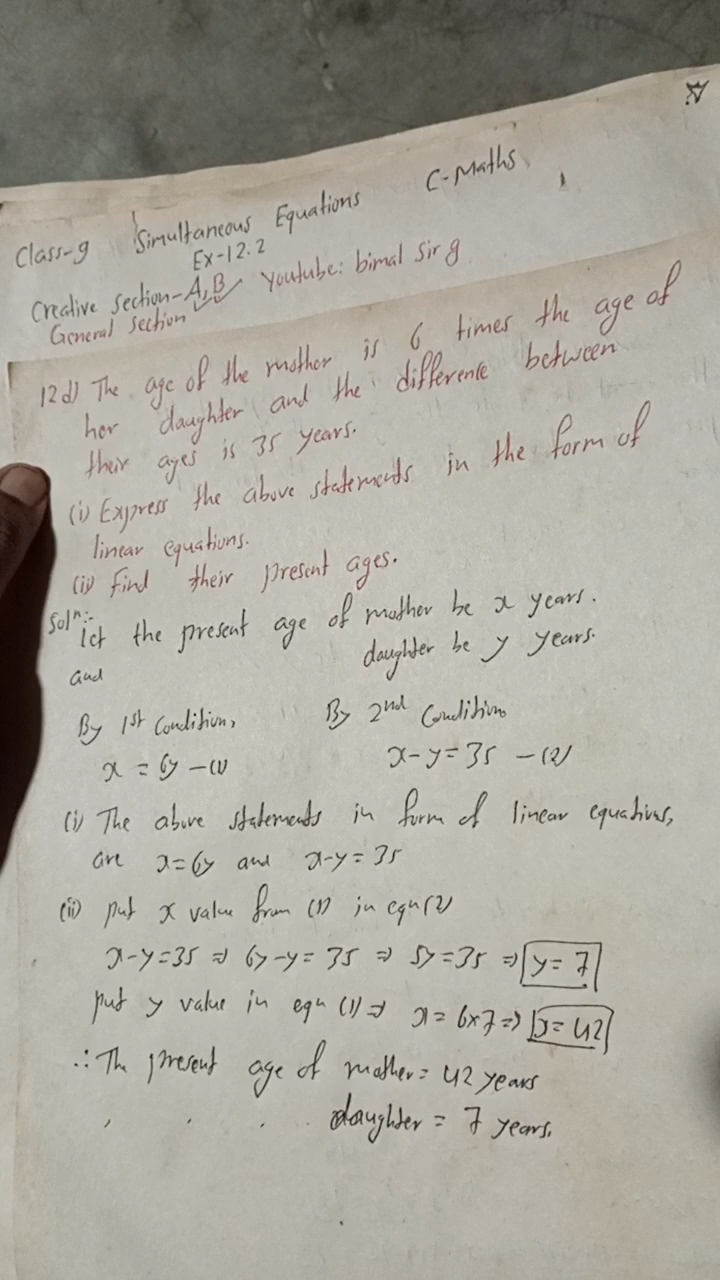 Class-9 Simultaneous Equations C-Maths
Ex-12.2
Creative Section-A,B Youtube: bimal Sir g
General Section
12d) The age of the mother is 6 times the age of
her daughter and the difference between
their ages is 35 years.
(i) Express the above statements in the form of
linear equations.
(ii) Find their present ages.
Solⁿ:-
let the present age of mother be x years.
and daughter be y years.
By 1st Condition, By 2nd Condition,
x = 6y -(1) x-y=35 -(2)
(i) The above statements in form of linear equations,
are x=6y and x-y=35
(ii) put x value from (1) in eqn(2)
x-y=35 ⇒ 6y-y=35 ⇒ 5y=35 ⇒ y=7
put y value in eqn (1) ⇒ x=6x7 ⇒ x=42
∴ The present age of mother = 42 years
, , . . daughter = 7 years.